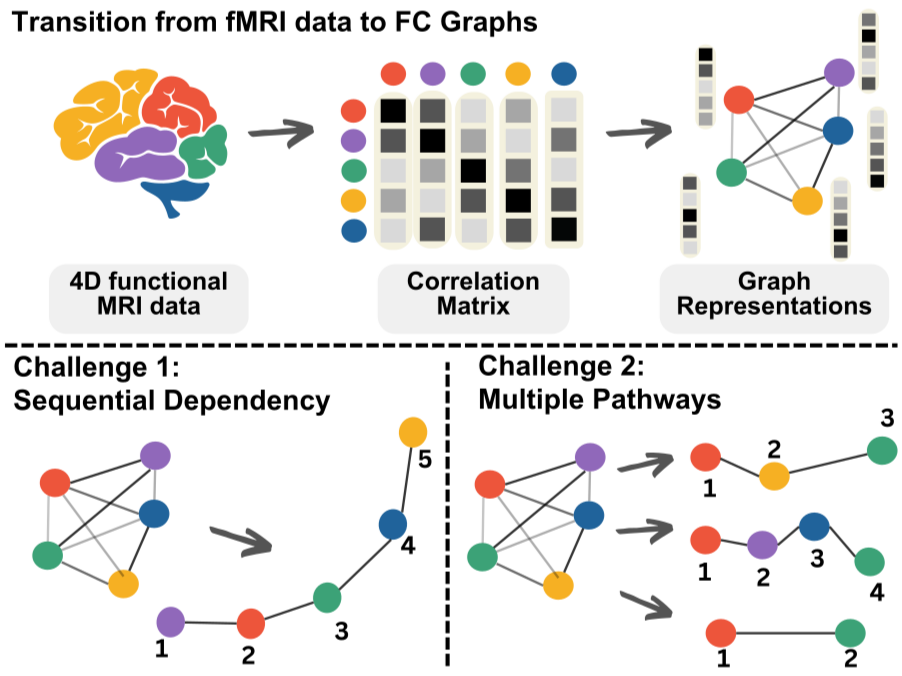 Transition from fMRI data to FC Graphs
4D functional
MRI data
Correlation
Matrix
Graph
Representations
Challenge 1:
Sequential Dependency
5
4
3
2
1
Challenge 2:
Multiple Pathways
1
2
3
1
2
3
4
1
2